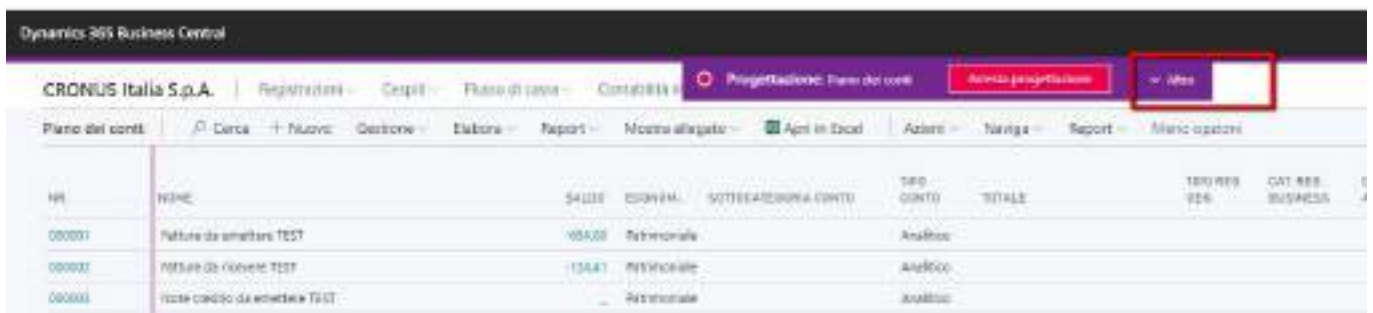 Dynamics 365 Business Central
CRONUS Italia S.p.A. Registrazioni Cespiti Flusso di cassa Contabilità
Progettazione: Piano dei conti Arresta progettazione Altro
Piano dei conti Cerca + Nuovo Gestione Elabora Report Mostra allegato Apri in Excel Azioni Naviga Report Meno opzioni
NR. NOME SALDO ECONOM. SOTTOCATEGORIA CONTO TIPO CONTO TOTALE TIPO REG. CAT. REG. BUSINESS
000001 Fatture da emettere TEST Patrimoniale Analitico
000002 Fatture da ricevere TEST Patrimoniale Analitico
000003 Note credito da emettere TEST _ Patrimoniale Analitico